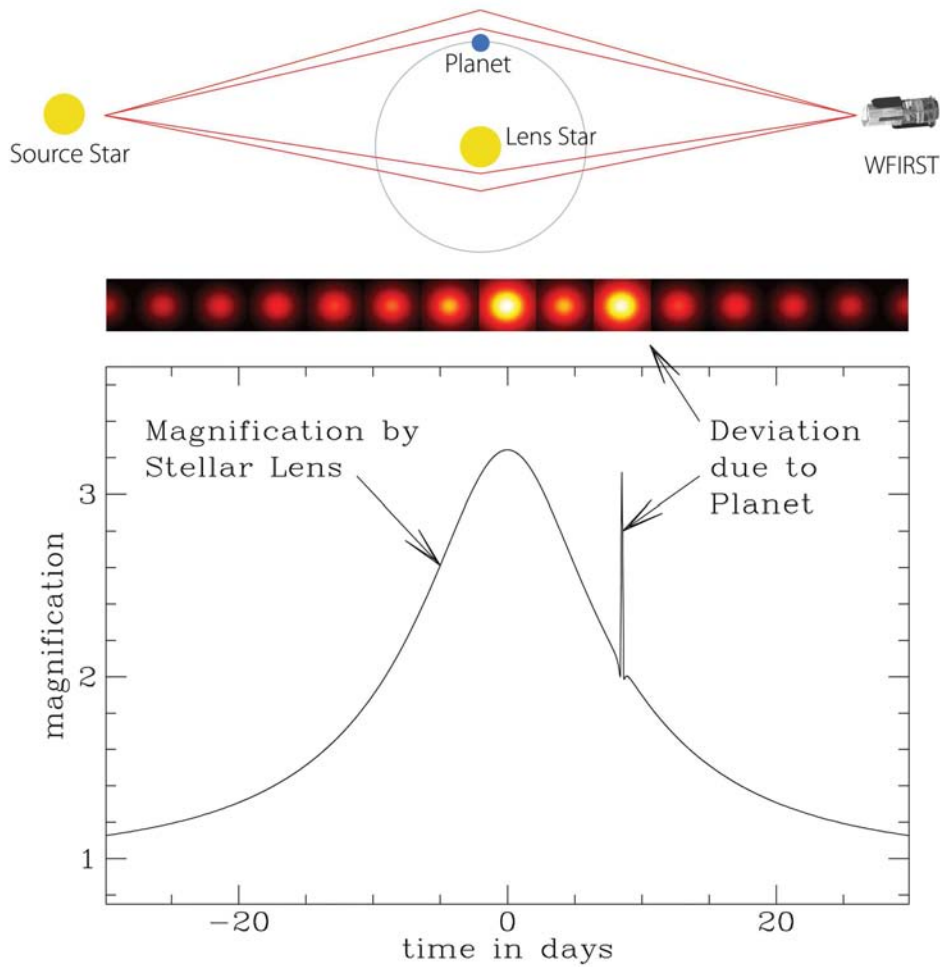 Planet
Lens Star
Source Star
WFIRST
Magnification by
Stellar Lens
Deviation
due to
Planet
3
2
1
magnification
−20
0
20
time in days